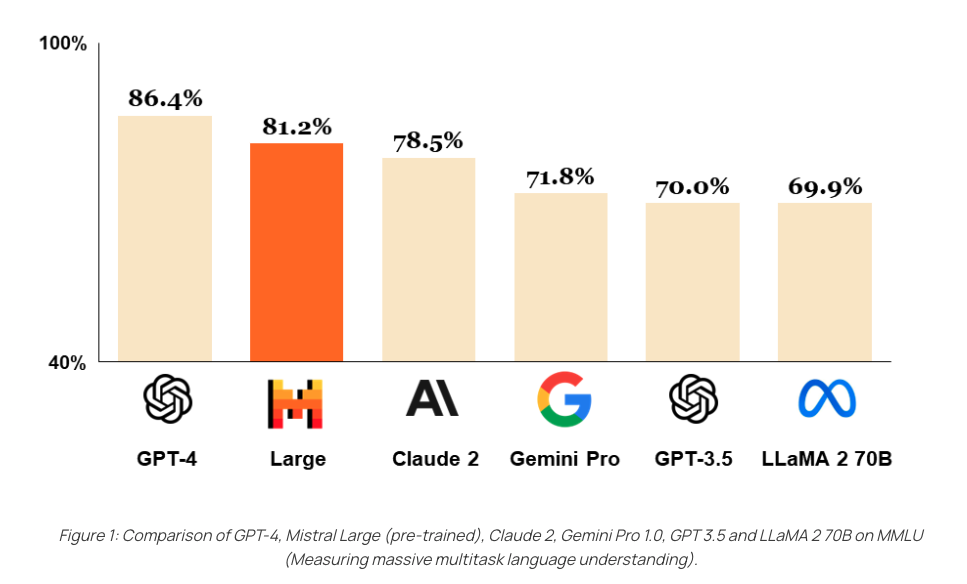 100%
86.4%
81.2%
78.5%
71.8%
70.0%
69.9%
40%
GPT-4
Large
Claude 2
Gemini Pro
GPT-3.5
LLaMA 2 70B
Figure 1: Comparison of GPT-4, Mistral Large (pre-trained), Claude 2, Gemini Pro 1.0, GPT 3.5 and LLaMA 2 70B on MMLU
(Measuring massive multitask language understanding).